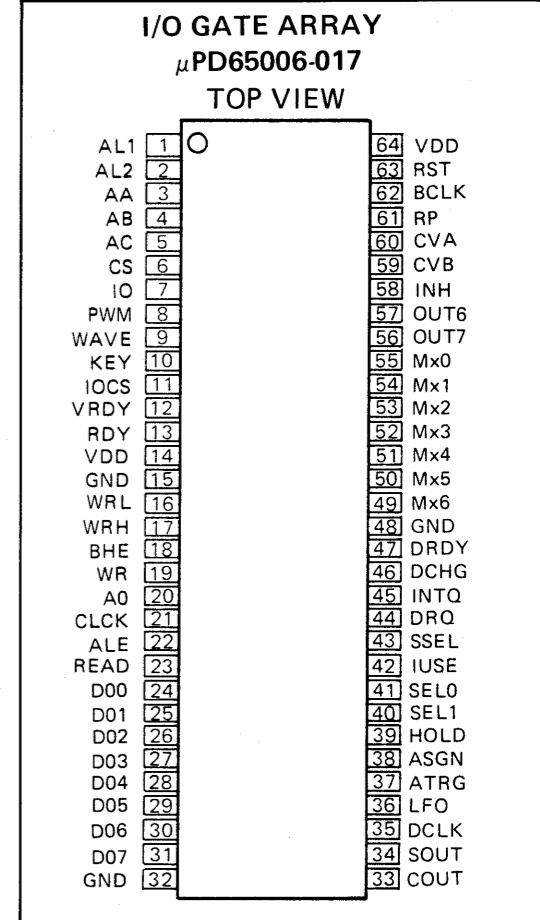 I/O GATE ARRAY
μPD65006-017
TOP VIEW
AL1 1 64 VDD
AL2 2 63 RST
AA 3 62 BCLK
AB 4 61 RP
AC 5 60 CVA
CS 6 59 CVB
IO 7 58 INH
PWM 8 57 OUT6
WAVE 9 56 OUT7
KEY 10 55 Mx0
IOCS 11 54 Mx1
VRDY 12 53 Mx2
RDY 13 52 Mx3
VDD 14 51 Mx4
GND 15 50 Mx5
WRL 16 49 Mx6
WRH 17 48 GND
BHE 18 47 DRDY
WR 19 46 DCHG
A0 20 45 INTQ
CLCK 21 44 DRQ
ALE 22 43 SSEL
READ 23 42 IUSE
D00 24 41 SEL0
D01 25 40 SEL1
D02 26 39 HOLD
D03 27 38 ASGN
D04 28 37 ATRG
D05 29 36 LFO
D06 30 35 DCLK
D07 31 34 SOUT
GND 32 33 COUT